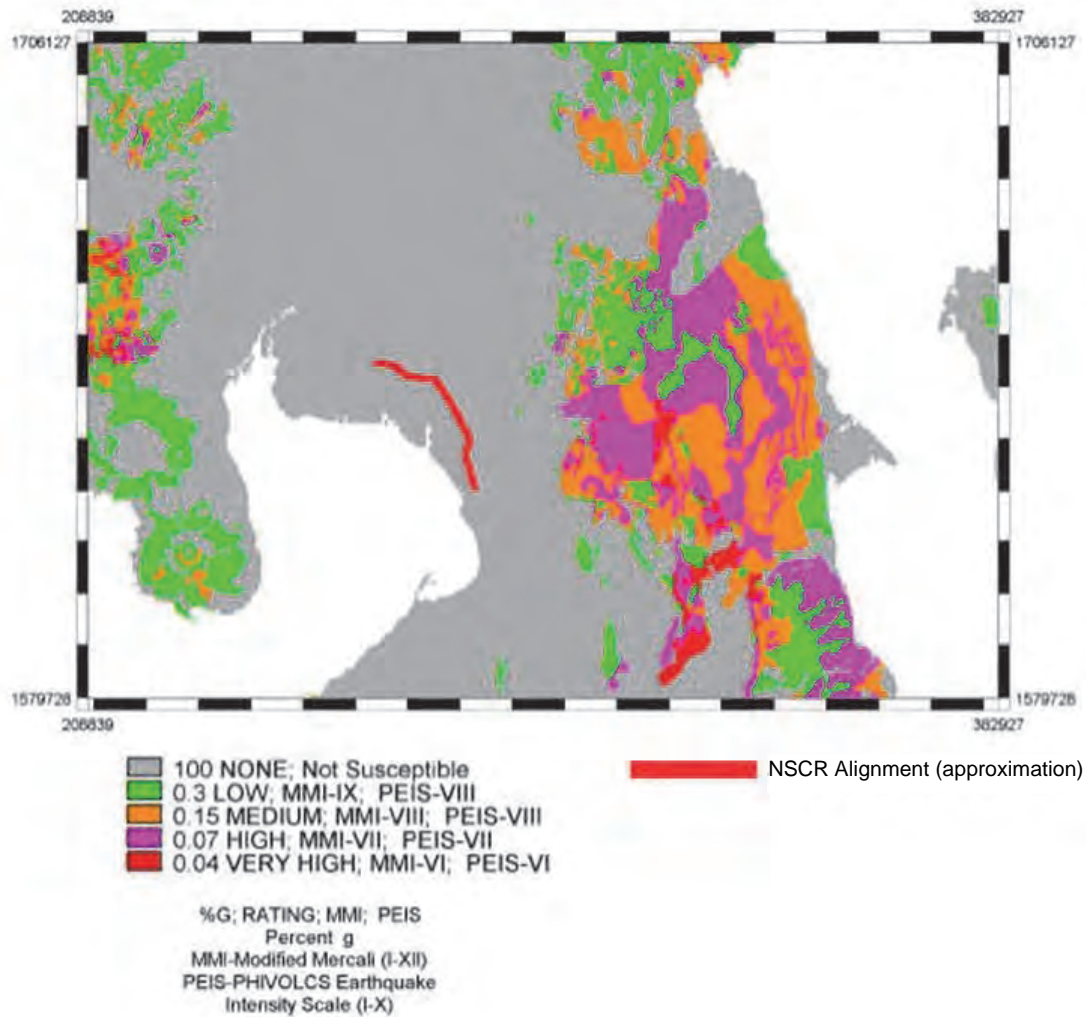 206839 382927
1706127 1706127
1579728 1579728
206839 382927
100 NONE; Not Susceptible
0.3 LOW; MMI-IX; PEIS-VIII
0.15 MEDIUM; MMI-VIII; PEIS-VIII
0.07 HIGH; MMI-VII; PEIS-VII
0.04 VERY HIGH; MMI-VI; PEIS-VI
NSCR Alignment (approximation)
%G; RATING; MMI; PEIS
Percent g
MMI-Modified Mercali (I-XII)
PEIS-PHIVOLCS Earthquake
Intensity Scale (I-X)